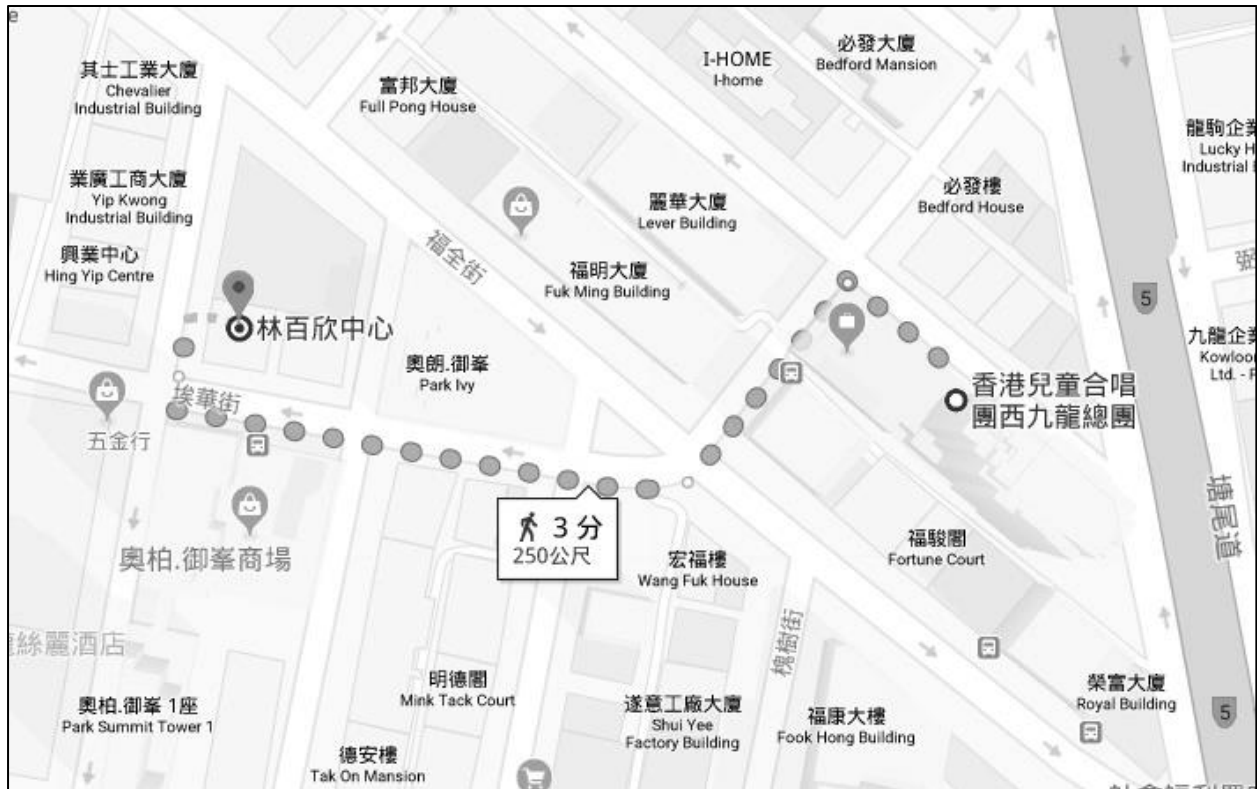 其士工業大廈
Chevalier
Industrial Building
富邦大廈
Full Pong House
I-HOME
I-home
必發大廈
Bedford Mansion
龍駒企業
Lucky H
Industrial
業廣工商大廈
Yip Kwong
Industrial Building
麗華大廈
Lever Building
必發樓
Bedford House
興業中心
Hing Yip Centre
福全街
福明大廈
Fuk Ming Building
5
林百欣中心
奧朗.御峯
Park Ivy
九龍企業
Kowloon
Ltd. - F
埃華街
香港兒童合唱
團西九龍總團
五金行
3 分
250公尺
奧柏.御峯商場
宏福樓
Wang Fuk House
福駿閣
Fortune Court
塘尾道
絲麗酒店
槐樹街
明德閣
Mink Tack Court
奧柏.御峯 1座
Park Summit Tower 1
遂意工廠大廈
Shui Yee
Factory Building
福康大樓
Fook Hong Building
榮富大廈
Royal Building
5
德安樓
Tak On Mansion